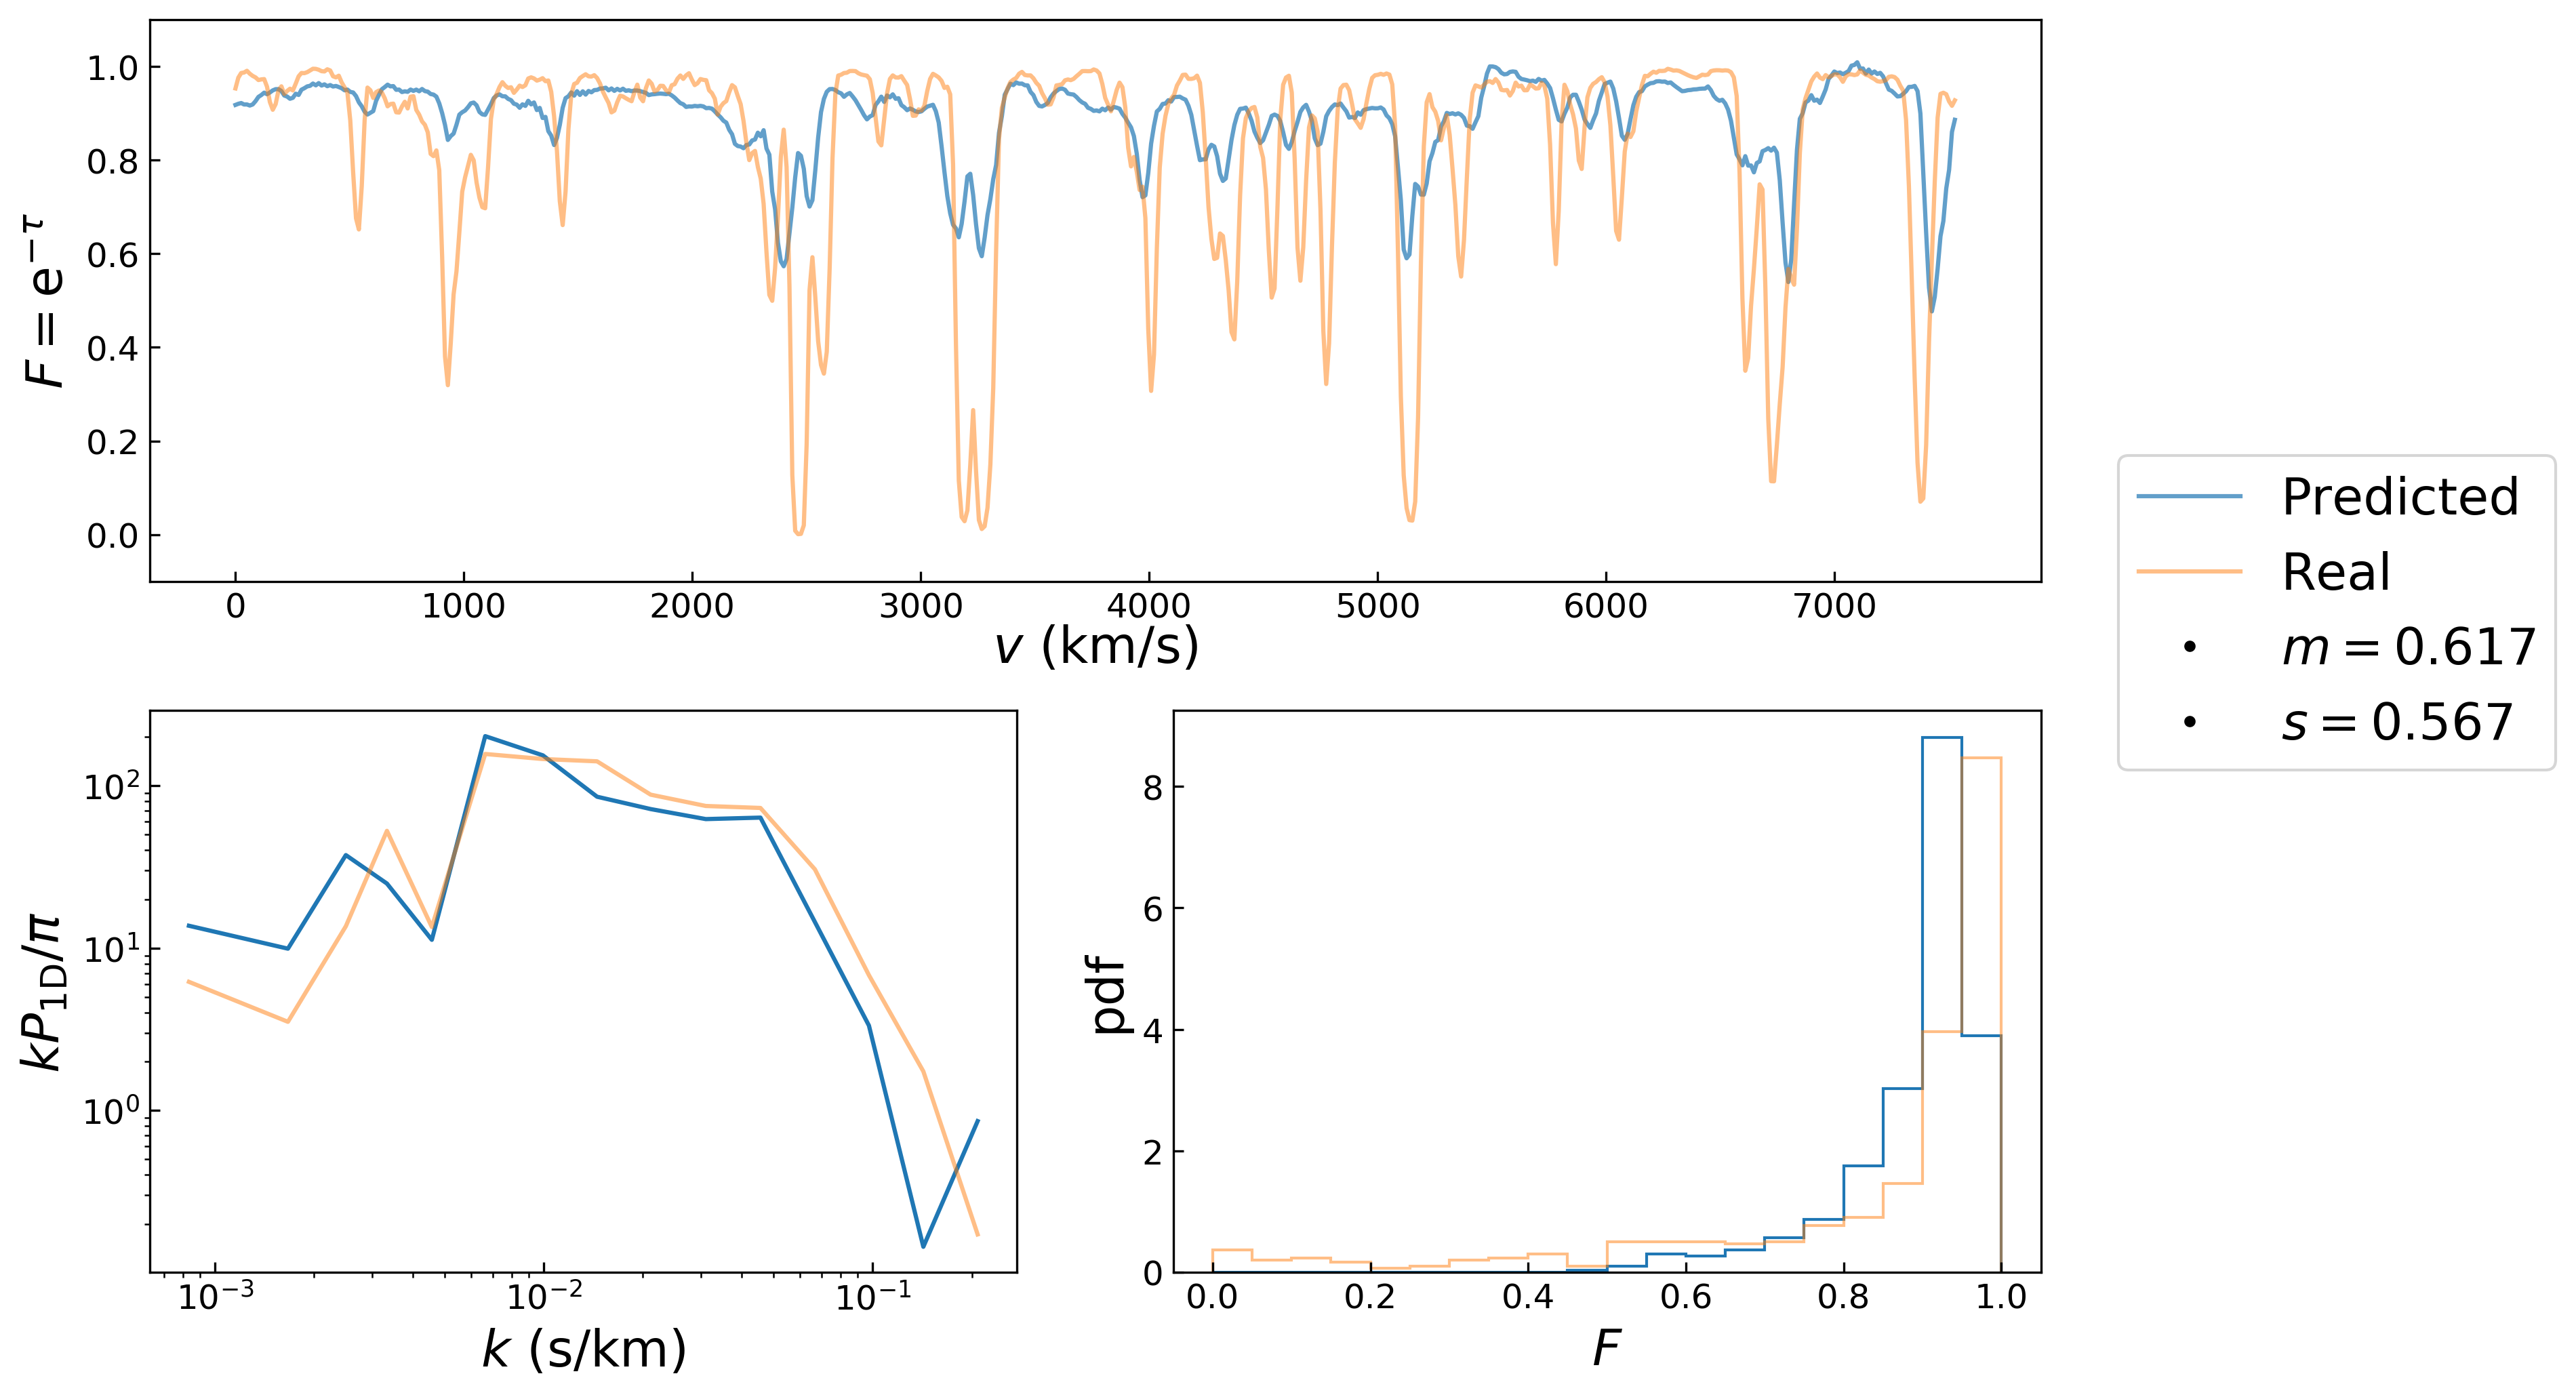 1.0
0.8
0.6
0.4
0.2
0.0
F = e^{−τ}
0 1000 2000 3000 4000 5000 6000 7000
v (km/s)
Predicted
Real
m = 0.617
s = 0.567
10^2
10^1
10^0
kP_{1D}/π
10^{−3} 10^{−2} 10^{−1}
k (s/km)
8
6
4
2
0
pdf
0.0 0.2 0.4 0.6 0.8 1.0
F